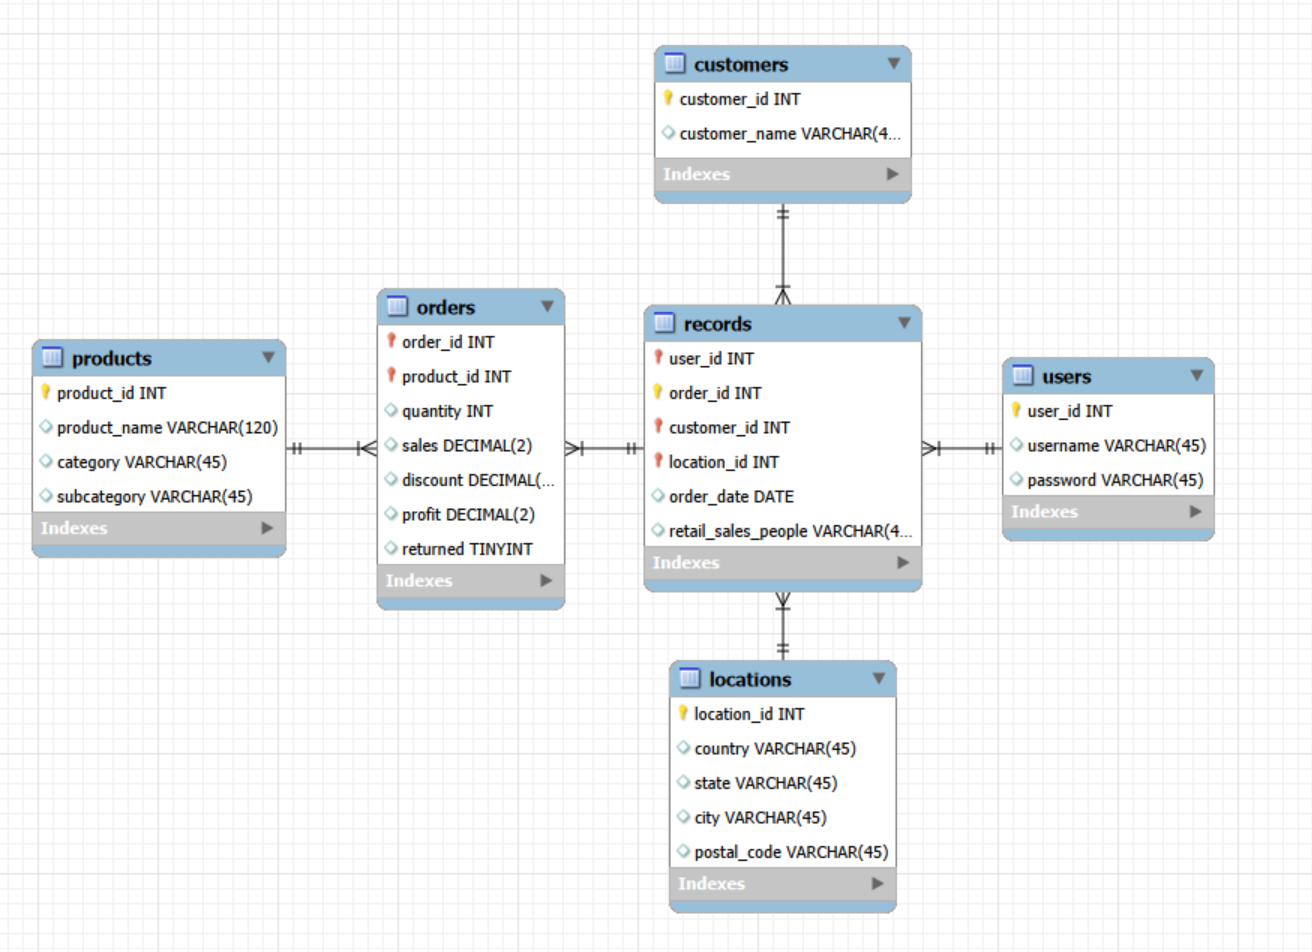 customers
customer_id INT
customer_name VARCHAR(4...
Indexes
products
product_id INT
product_name VARCHAR(120)
category VARCHAR(45)
subcategory VARCHAR(45)
Indexes
orders
order_id INT
product_id INT
quantity INT
sales DECIMAL(2)
discount DECIMAL(...
profit DECIMAL(2)
returned TINYINT
Indexes
records
user_id INT
order_id INT
customer_id INT
location_id INT
order_date DATE
retail_sales_people VARCHAR(4...
Indexes
users
user_id INT
username VARCHAR(45)
password VARCHAR(45)
Indexes
locations
location_id INT
country VARCHAR(45)
state VARCHAR(45)
city VARCHAR(45)
postal_code VARCHAR(45)
Indexes